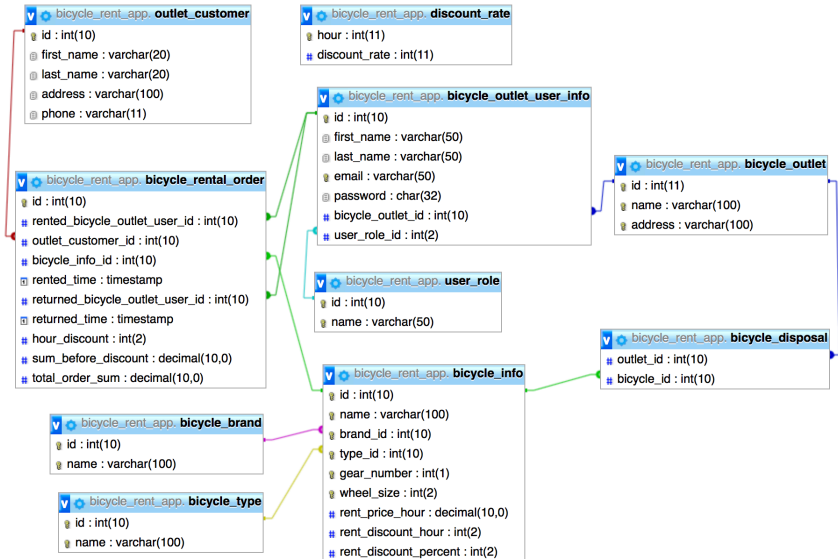 bicycle_rent_app. outlet_customer
id : int(10)
first_name : varchar(20)
last_name : varchar(20)
address : varchar(100)
phone : varchar(11)
bicycle_rent_app. discount_rate
hour : int(11)
# discount_rate : int(11)
bicycle_rent_app. bicycle_outlet_user_info
id : int(10)
first_name : varchar(50)
last_name : varchar(50)
email : varchar(50)
password : char(32)
# bicycle_outlet_id : int(10)
# user_role_id : int(2)
bicycle_rent_app. bicycle_outlet
id : int(11)
name : varchar(100)
address : varchar(100)
bicycle_rent_app. bicycle_rental_order
id : int(10)
# rented_bicycle_outlet_user_id : int(10)
# outlet_customer_id : int(10)
# bicycle_info_id : int(10)
rented_time : timestamp
# returned_bicycle_outlet_user_id : int(10)
returned_time : timestamp
# hour_discount : int(2)
# sum_before_discount : decimal(10,0)
# total_order_sum : decimal(10,0)
bicycle_rent_app. user_role
id : int(10)
name : varchar(50)
bicycle_rent_app. bicycle_disposal
# outlet_id : int(10)
# bicycle_id : int(10)
bicycle_rent_app. bicycle_info
id : int(10)
name : varchar(100)
brand_id : int(10)
type_id : int(10)
gear_number : int(1)
wheel_size : int(2)
# rent_price_hour : decimal(10,0)
# rent_discount_hour : int(2)
# rent_discount_percent : int(2)
bicycle_rent_app. bicycle_brand
id : int(10)
name : varchar(100)
bicycle_rent_app. bicycle_type
id : int(10)
name : varchar(100)